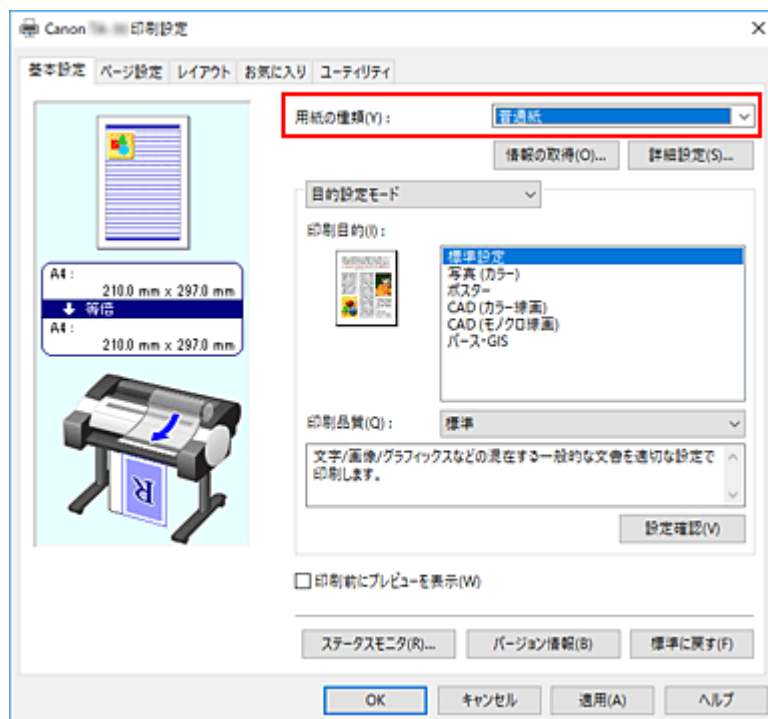 Canon 印刷設定
基本設定 ページ設定 レイアウト お気に入り ユーティリティ
用紙の種類(Y) : 普通紙
情報の取得(O)... 詳細設定(S)...
目的設定モード
印刷目的(I) :
標準設定
写真 (カラー)
ポスター
CAD (カラー線画)
CAD (モノクロ線画)
パース・GIS
A4 :
210.0 mm x 297.0 mm
等倍
A4 :
210.0 mm x 297.0 mm
R
印刷品質(Q) : 標準
文字/画像/グラフィックスなどの混在する一般的な文書を適切な設定で
印刷します。
設定確認(V)
印刷前にプレビューを表示(W)
ステータスモニタ(R)... バージョン情報(B) 標準に戻す(F)
OK キャンセル 適用(A) ヘルプ